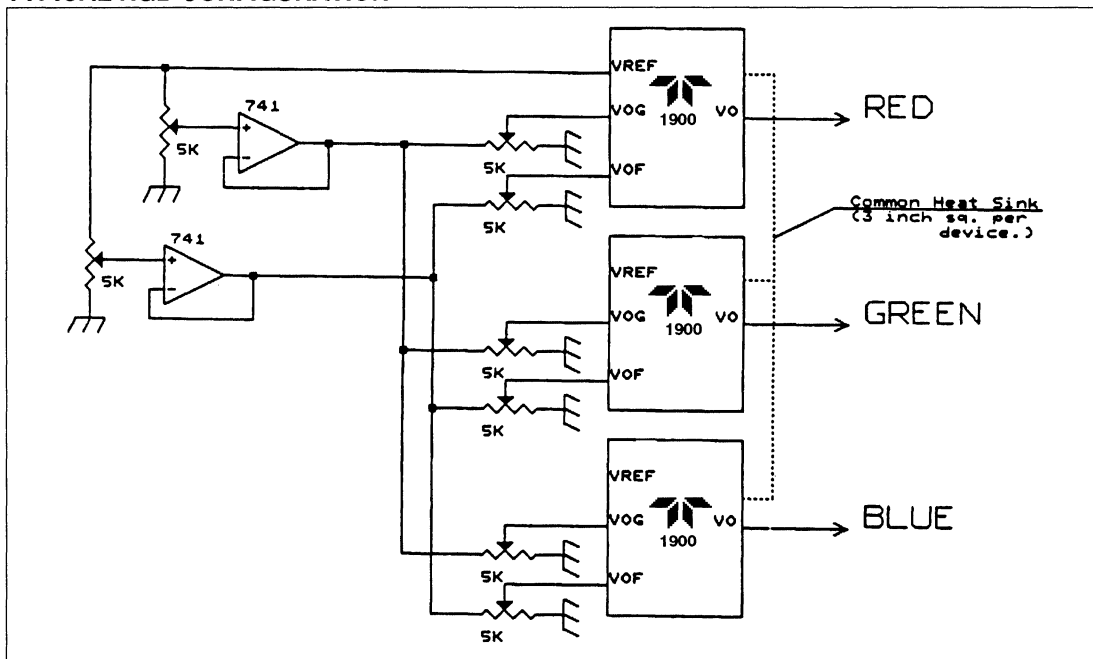 VREF
VOG
1900
VO
VOF
RED
741
5K
5K
5K
741
5K
Common Heat Sink
(3 inch sq. per
device.)
VREF
VOG
1900
VO
VOF
GREEN
5K
5K
VREF
VOG
1900
VO
VOF
BLUE
5K
5K